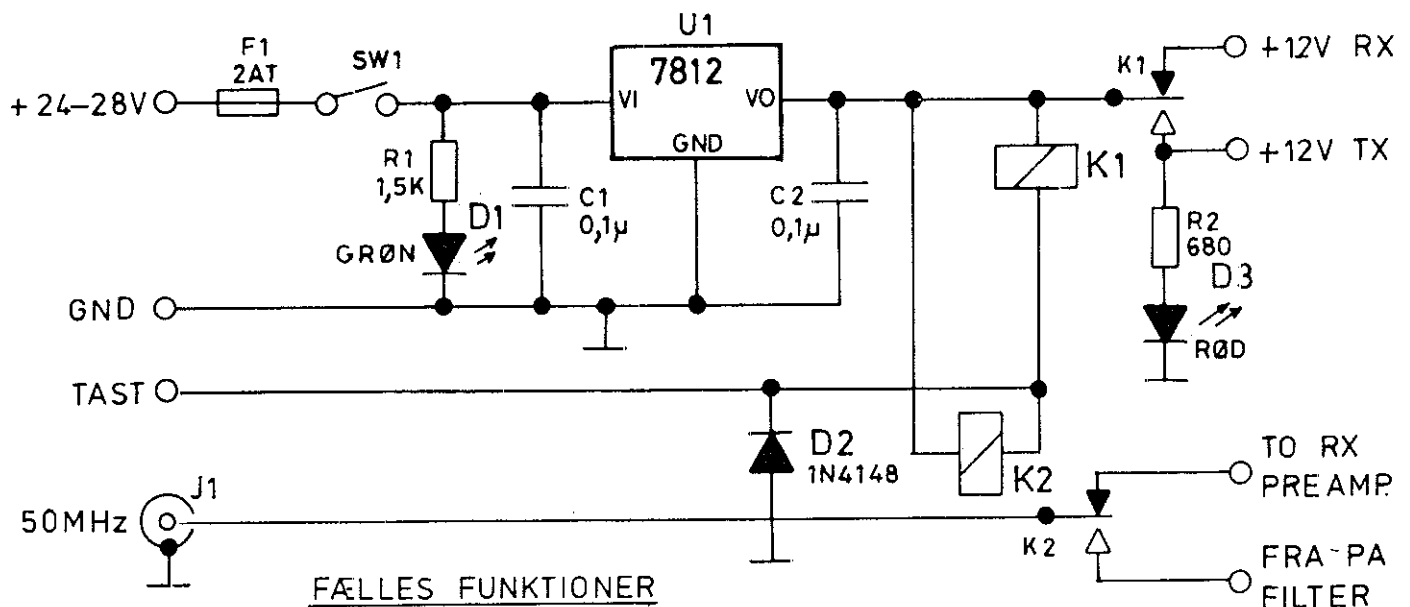 U1
F1
2AT
SW1
7812
VI
VO
GND
+24-28V
K1
+12V RX
+12V TX
K1
R1
1,5K
D1
GRØN
C1
0,1µ
C2
0,1µ
R2
680
D3
RØD
GND
TAST
D2
1N4148
K2
TO RX
PREAMP.
J1
50MHz
K2
FRA-PA
FILTER
FÆLLES FUNKTIONER